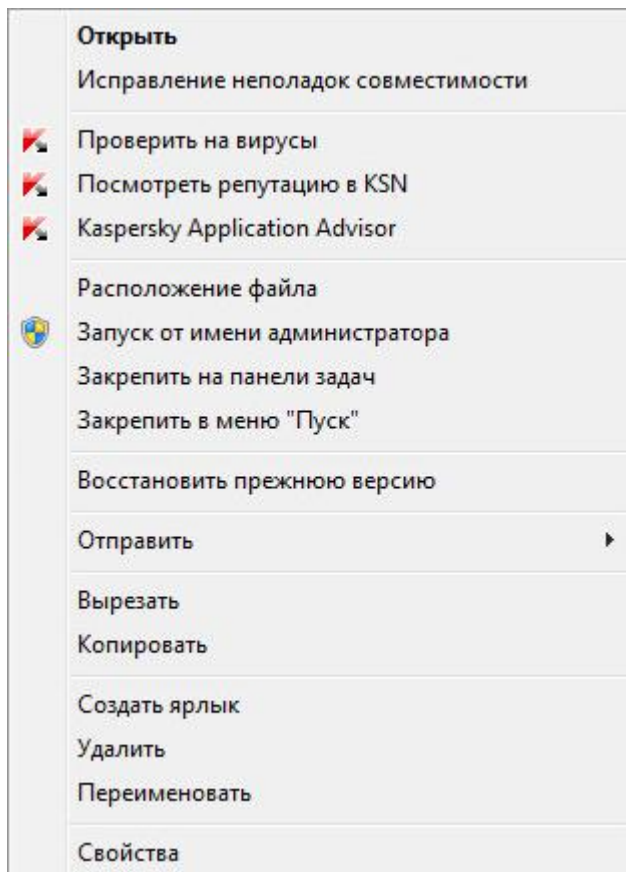 Открыть
Исправление неполадок совместимости
Проверить на вирусы
Посмотреть репутацию в KSN
Kaspersky Application Advisor
Расположение файла
Запуск от имени администратора
Закрепить на панели задач
Закрепить в меню "Пуск"
Восстановить прежнюю версию
Отправить
Вырезать
Копировать
Создать ярлык
Удалить
Переименовать
Свойства